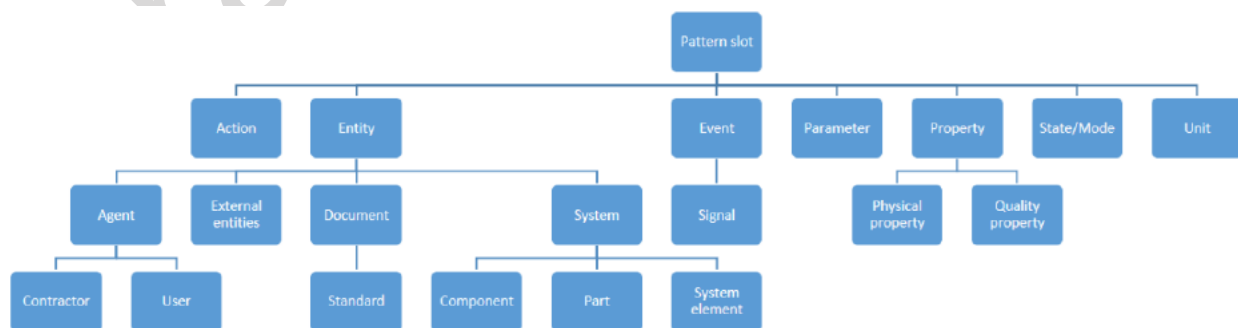 Pattern slot
Action
Entity
Event
Parameter
Property
State/Mode
Unit
Agent
External
entities
Document
System
Signal
Physical
property
Quality
property
Contractor
User
Standard
Component
Part
System
element